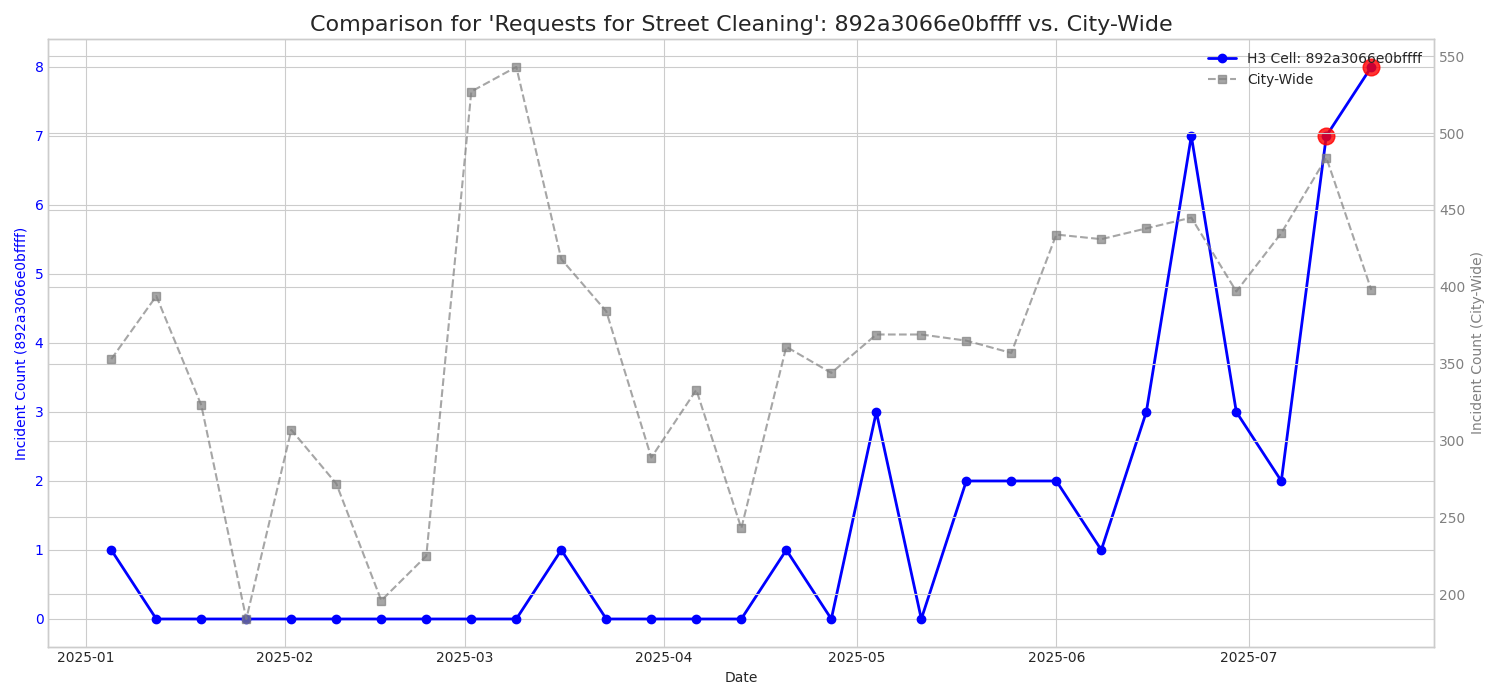 Comparison for 'Requests for Street Cleaning': 892a3066e0bffff vs. City-Wide
H3 Cell: 892a3066e0bffff
City-Wide
Incident Count (892a3066e0bffff)
8
7
6
5
4
3
2
1
0
550
500
450
400
350
300
250
200
Incident Count (City-Wide)
2025-01 2025-02 2025-03 2025-04 2025-05 2025-06 2025-07
Date